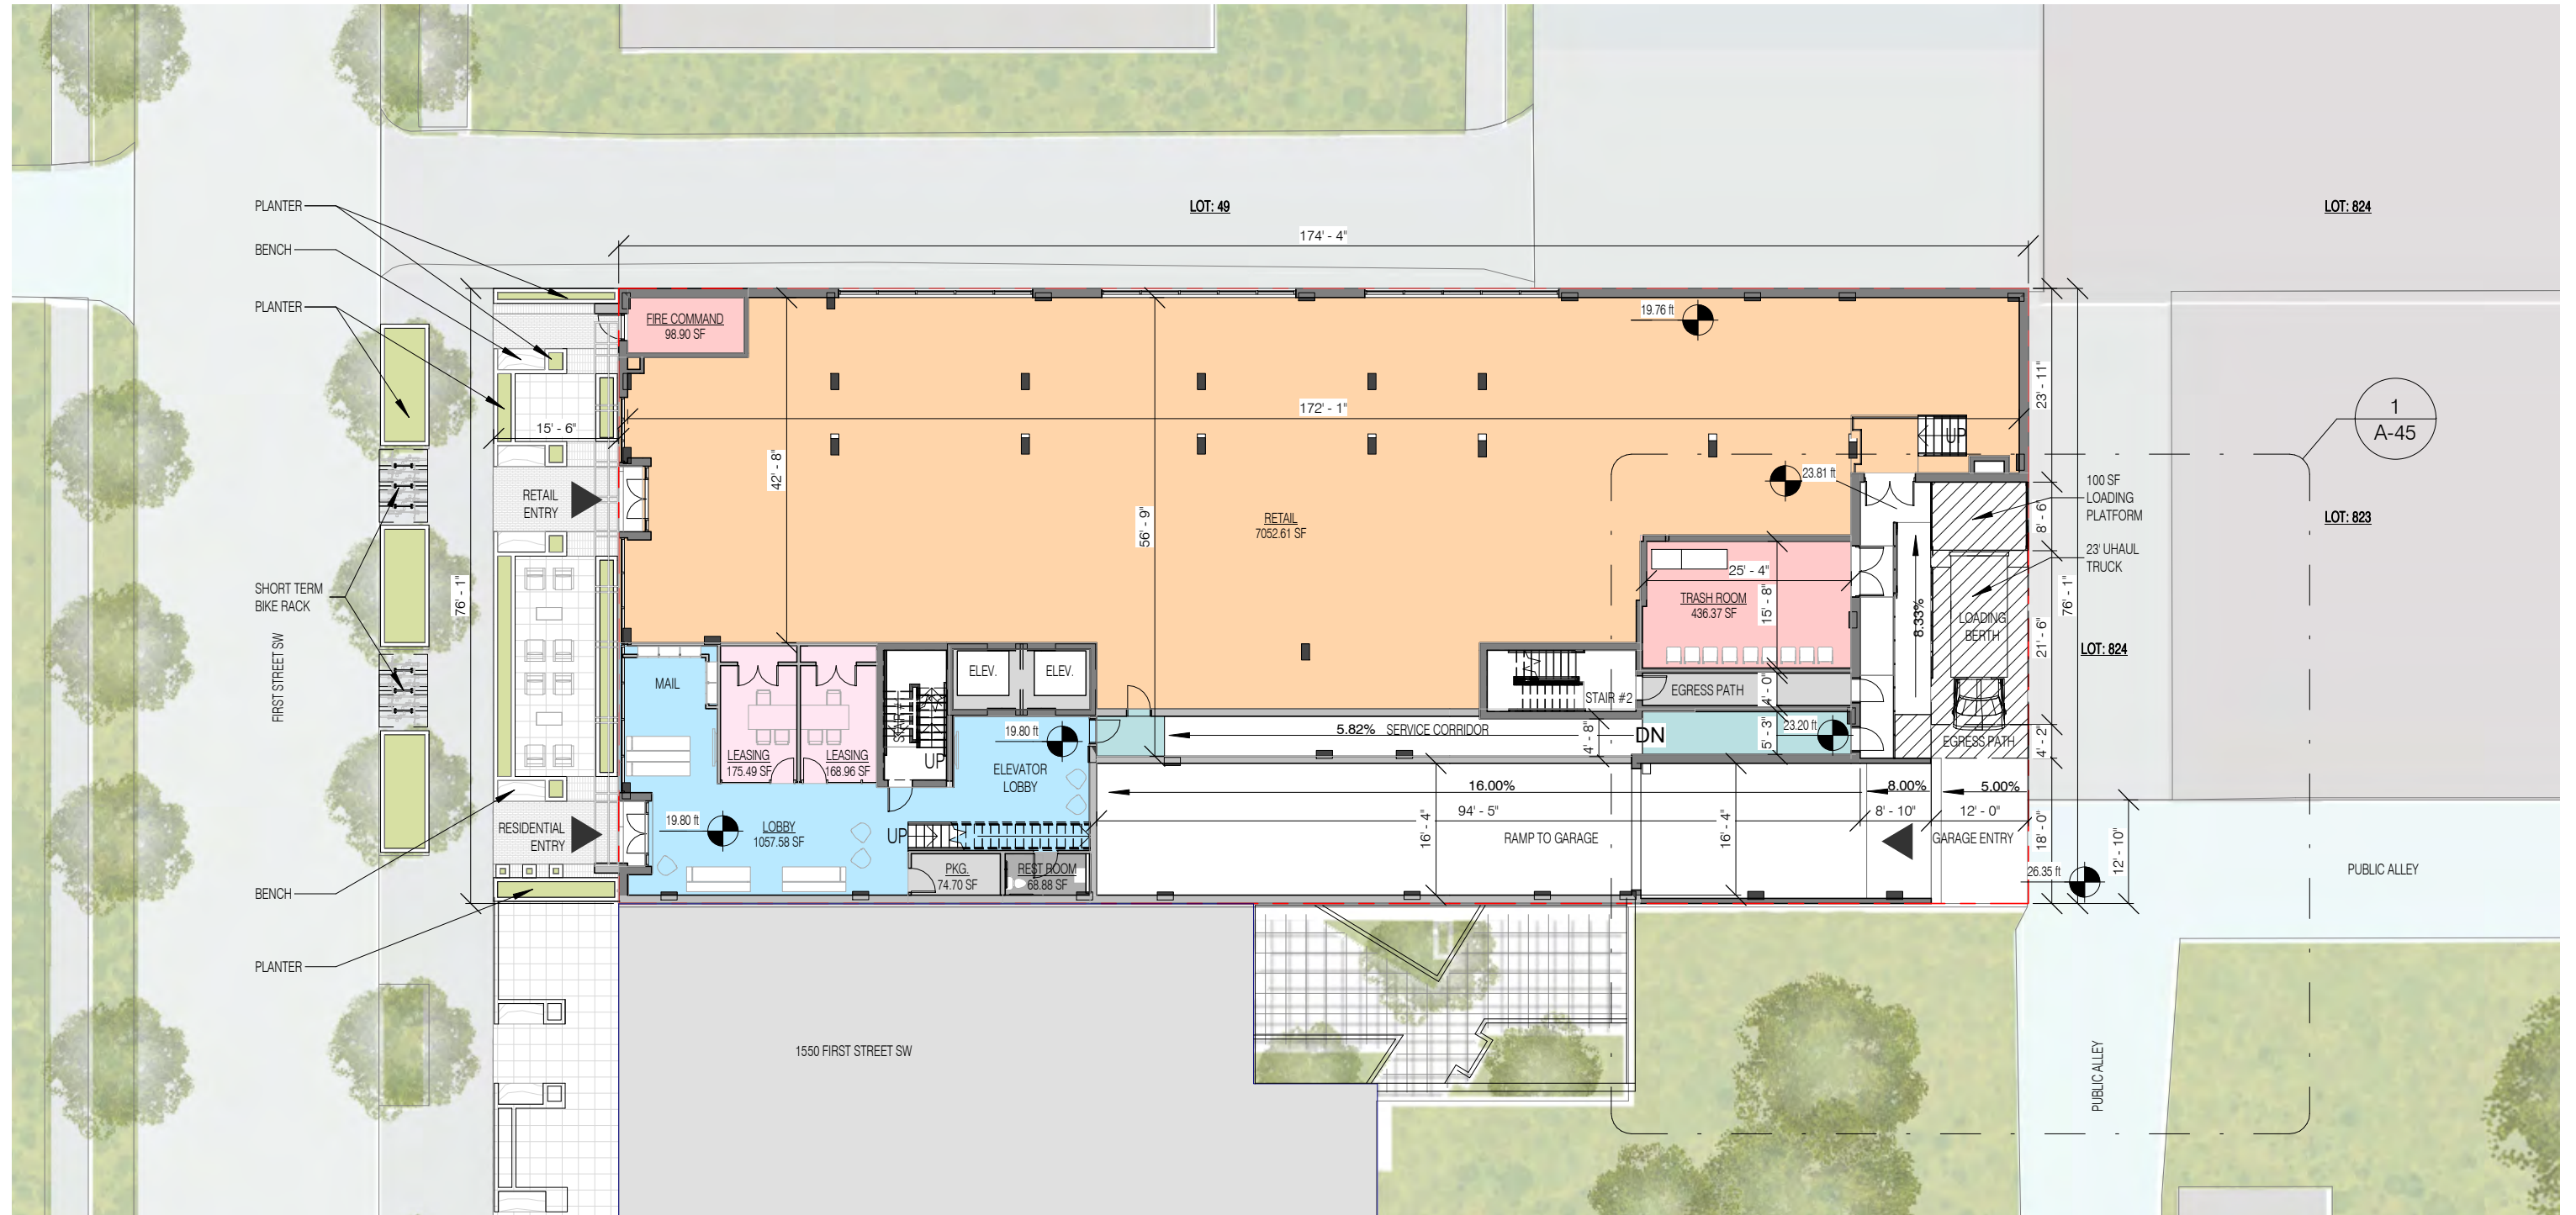 PLANTER
LOT: 49
LOT: 824
174' - 4"
BENCH
PLANTER
FIRE COMMAND
98.90 SF
19.76 ft
23' - 11"
1
A-45
172' - 1"
15' - 6"
UP
42' - 8"
23.81 ft
100 SF
LOADING
PLATFORM
RETAIL
ENTRY
56' - 9"
RETAIL
7052.61 SF
8' - 6"
LOT: 823
23' UHAUL
TRUCK
25' - 4"
76' - 1"
SHORT TERM
BIKE RACK
TRASH ROOM
436.37 SF
15' - 8"
8.33%
LOADING
BERTH
76' - 1"
21' - 6"
LOT: 824
FIRST STREET SW
MAIL
ELEV.
ELEV.
STAIR #2
EGRESS PATH
4' - 0"
STAIR #1
LEASING
175.49 SF
LEASING
168.96 SF
UP
19.80 ft
5.82%
SERVICE CORRIDOR
4' - 8"
DN
5' - 3"
23.20 ft
EGRESS PATH
4' - 2"
ELEVATOR
LOBBY
16.00%
8.00%
5.00%
94' - 5"
8' - 10"
12' - 0"
RESIDENTIAL
ENTRY
19.80 ft
LOBBY
1057.58 SF
UP
16' - 4"
RAMP TO GARAGE
16' - 4"
GARAGE ENTRY
18' - 0"
12' - 10"
PKG.
74.70 SF
REST ROOM
68.88 SF
26.35 ft
PUBLIC ALLEY
BENCH
PLANTER
1550 FIRST STREET SW
PUBLIC ALLEY